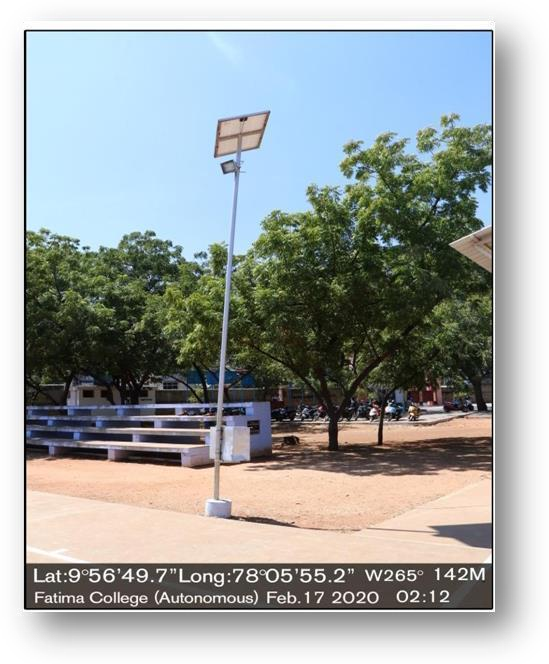 Lat:9°56'49.7”Long:78°05'55.2” W265° 142M
Fatima College (Autonomous) Feb.17 2020 02:12